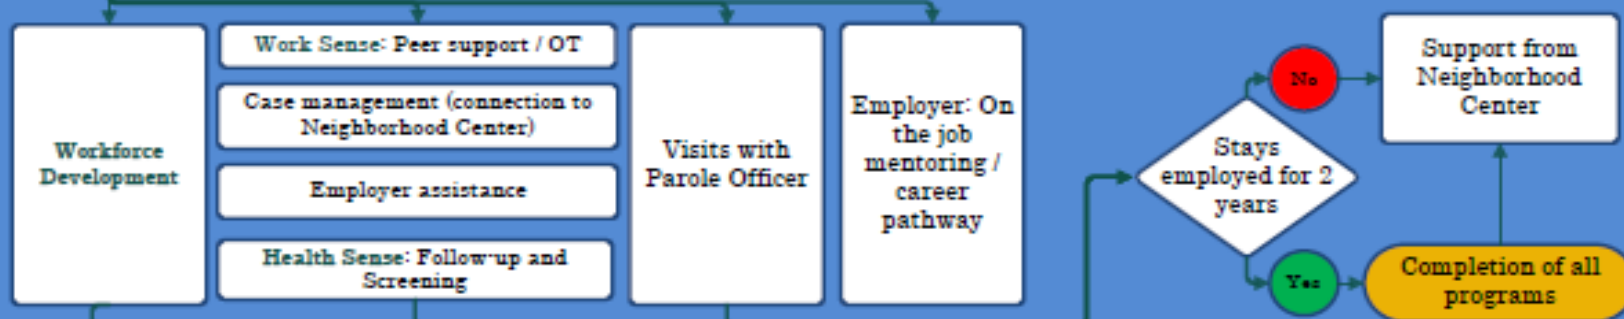 Workforce
Development
Work Sense: Peer support / OT
Case management (connection to
Neighborhood Center)
Employer assistance
Health Sense: Follow-up and
Screening
Visits with
Parole Officer
Employer: On
the job
mentoring /
career
pathway
Stays
employed for 2
years
No
Yes
Support from
Neighborhood
Center
Completion of all
programs